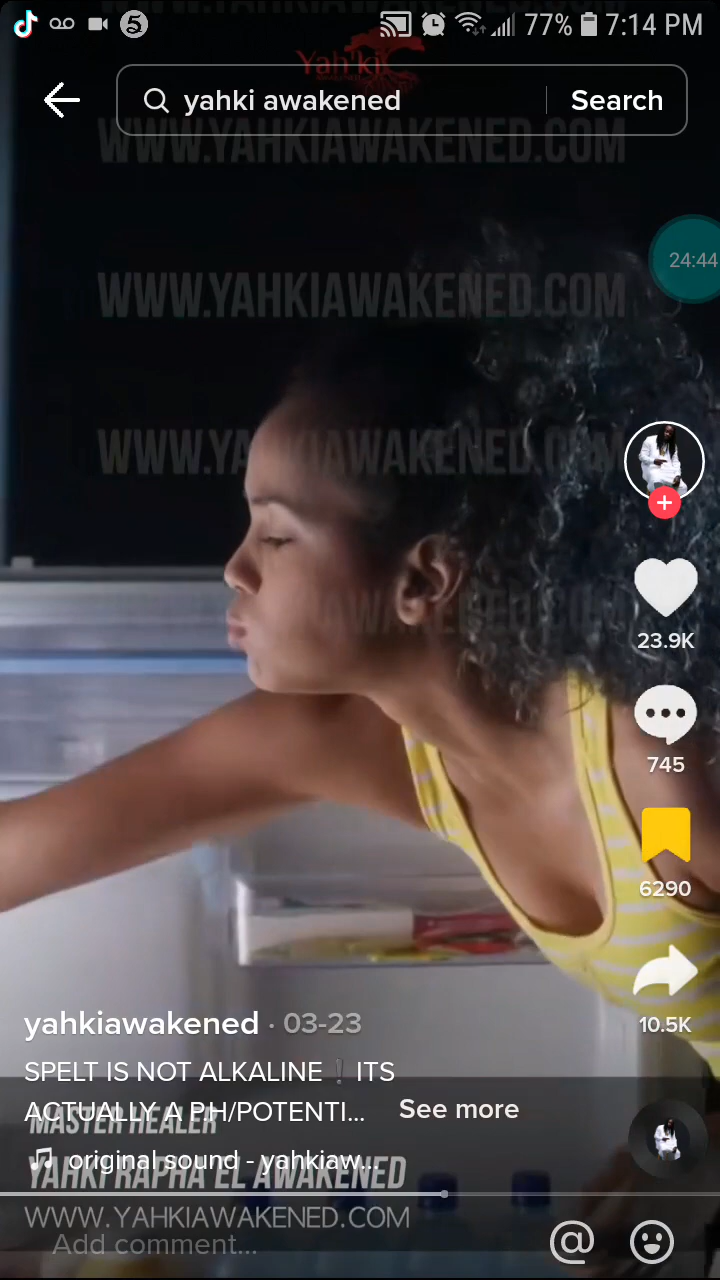 77% 7:14 PM
Yah'ki
yahki awakened Search
WWW.YAHKIAWAKENED.COM
24:44
WWW.YAHKIAWAKENED.COM
WWW.YAHKIAWAKENED.COM
23.9K
745
6290
10.5K
yahkiawakened · 03-23
SPELT IS NOT ALKALINE❕ITS
ACTUALLY A PH/POTENTI... See more
MASTER HEALER
original sound - yahkiaw...
YAHKI RAPHA EL AWAKENED
WWW.YAHKIAWAKENED.COM
Add comment...